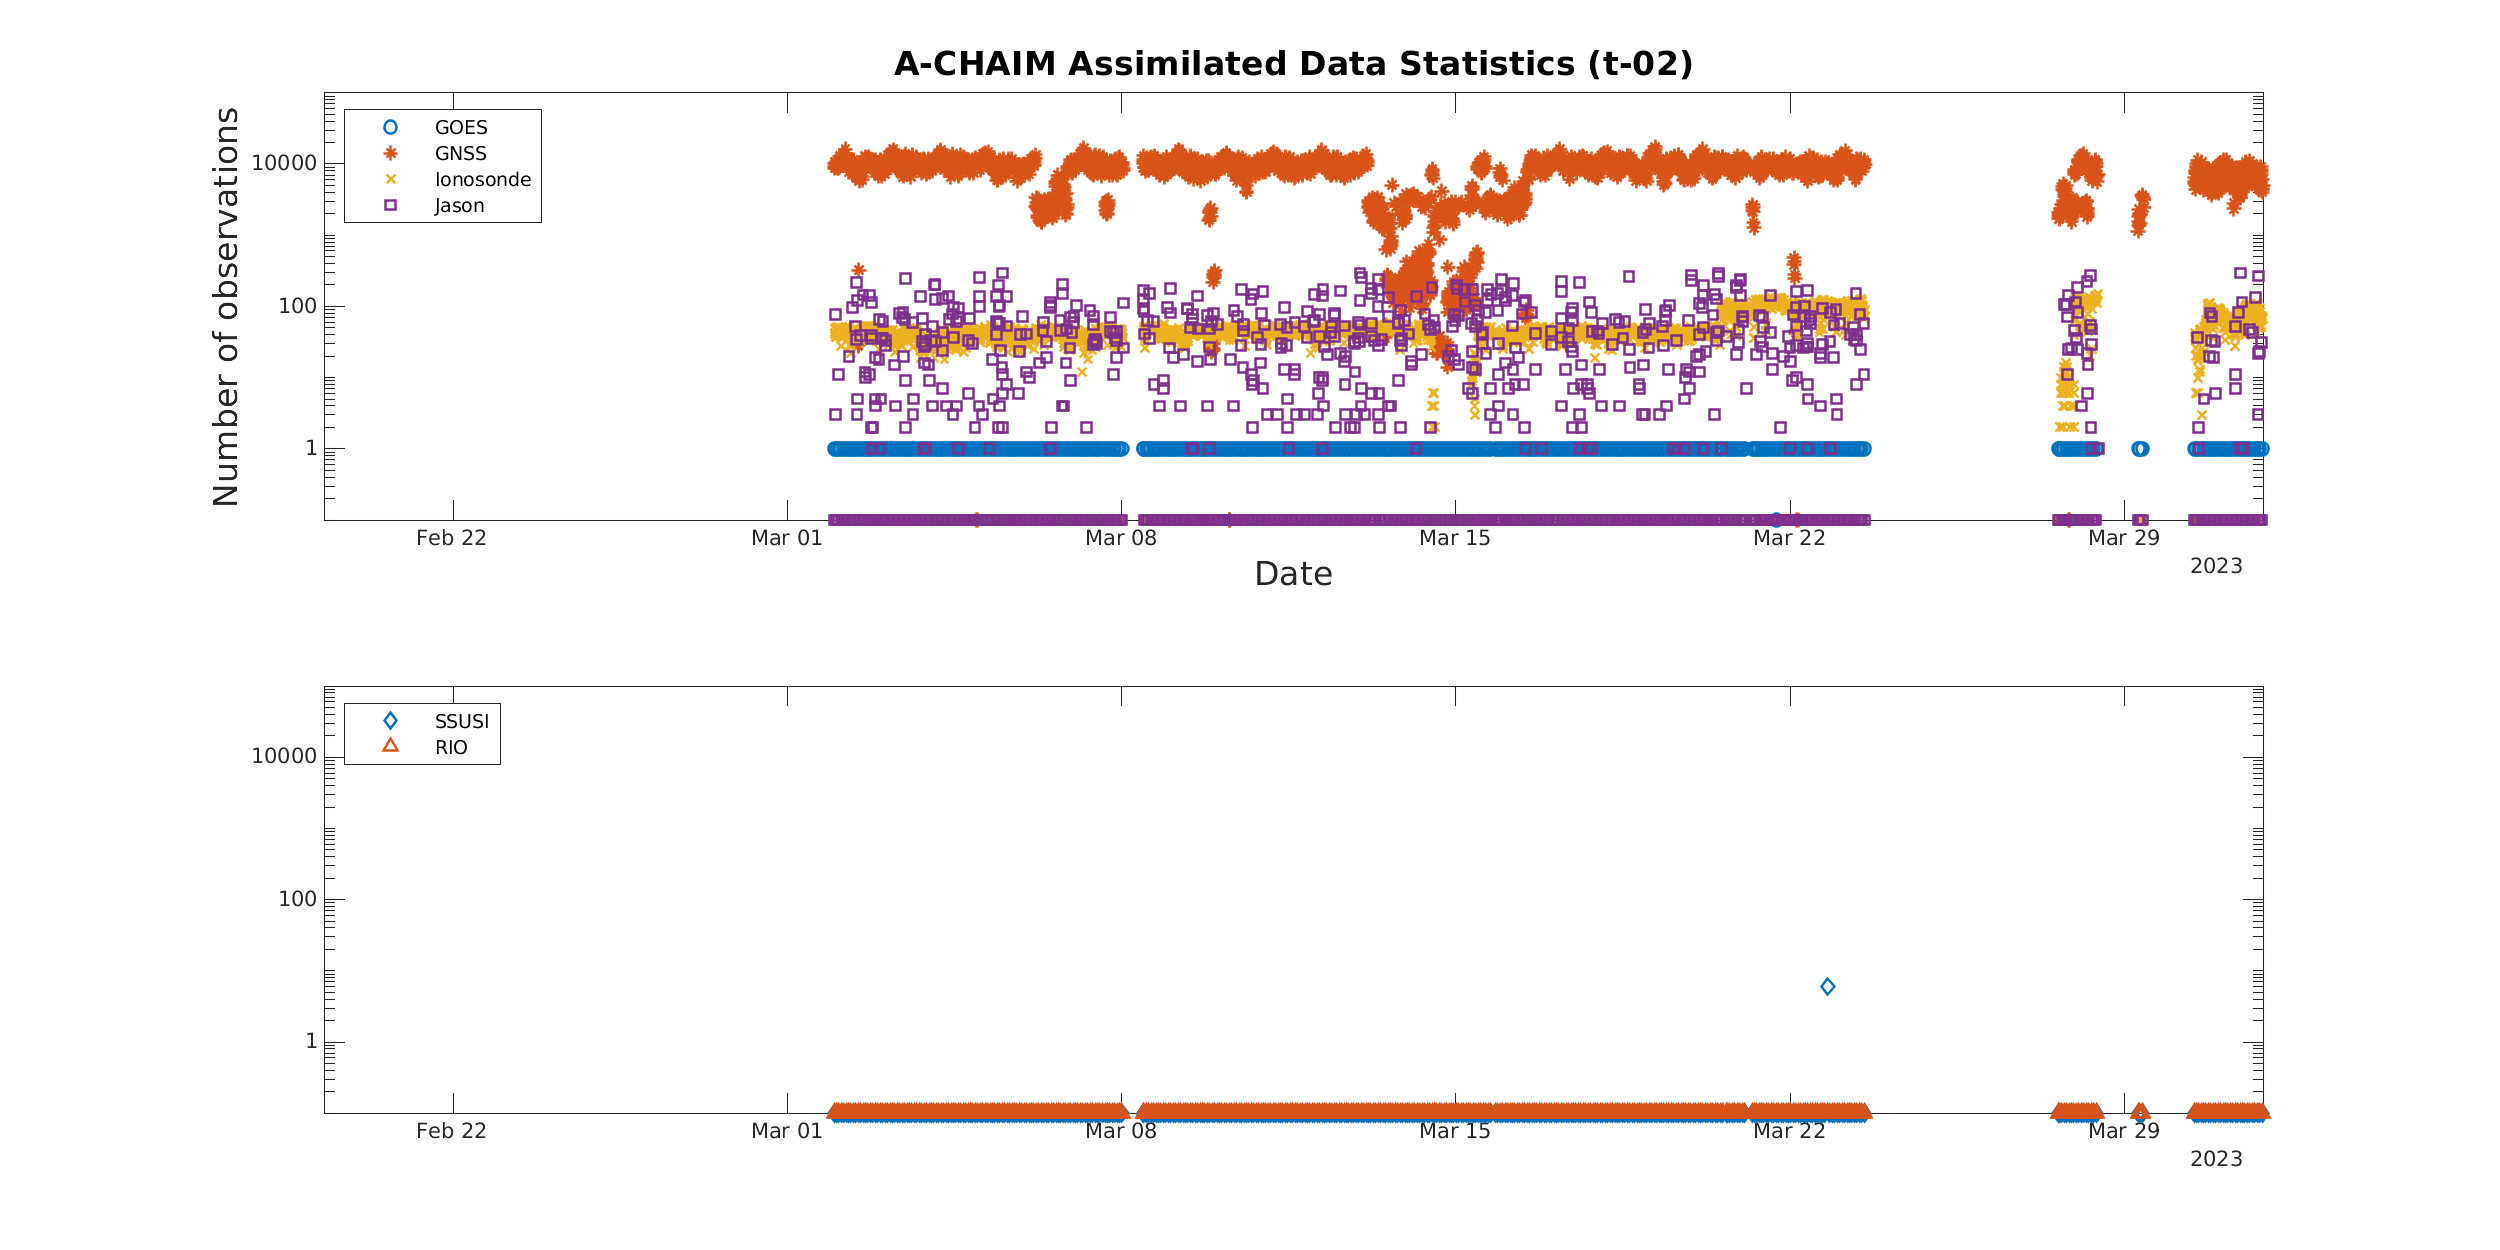 A-CHAIM Assimilated Data Statistics (t-02)
Number of observations
GOES
GNSS
Ionosonde
Jason
10000
100
1
Feb 22
Mar 01
Mar 08
Mar 15
Mar 22
Mar 29
2023
Date
SSUSI
RIO
10000
100
1
Feb 22
Mar 01
Mar 08
Mar 15
Mar 22
Mar 29
2023